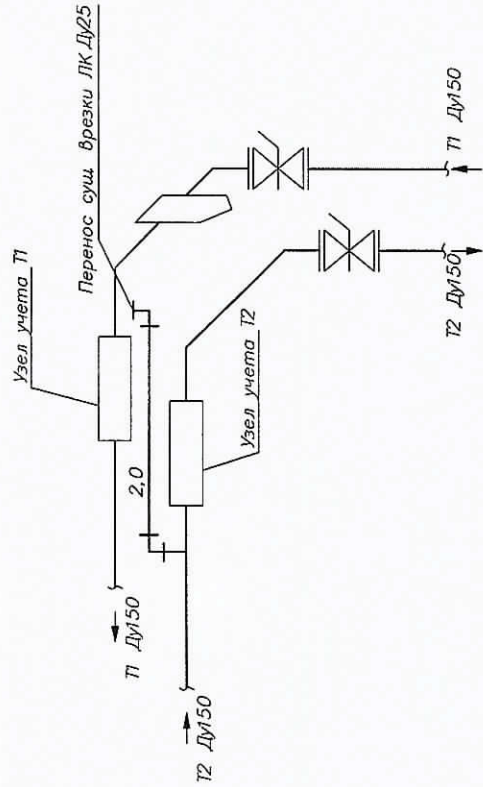 Перенос сущ Врезки ЛК Ду25
Узел учета Т1
2,0
Узел учета Т2
Т1 Ду150
Т2 Ду150
Т1 Ду150
Т2 Ду150